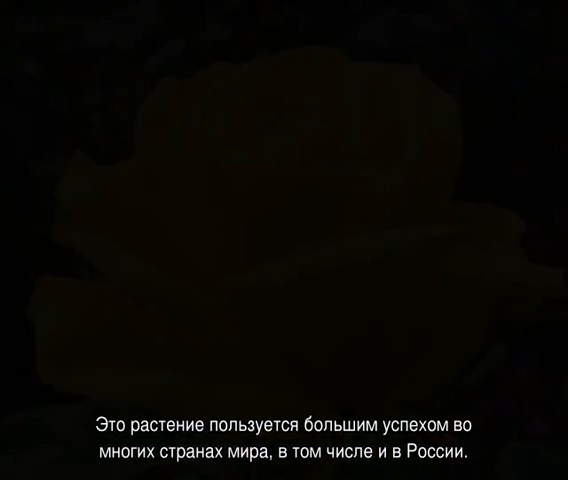 Это растение пользуется большим успехом во
многих странах мира, в том числе и в России.